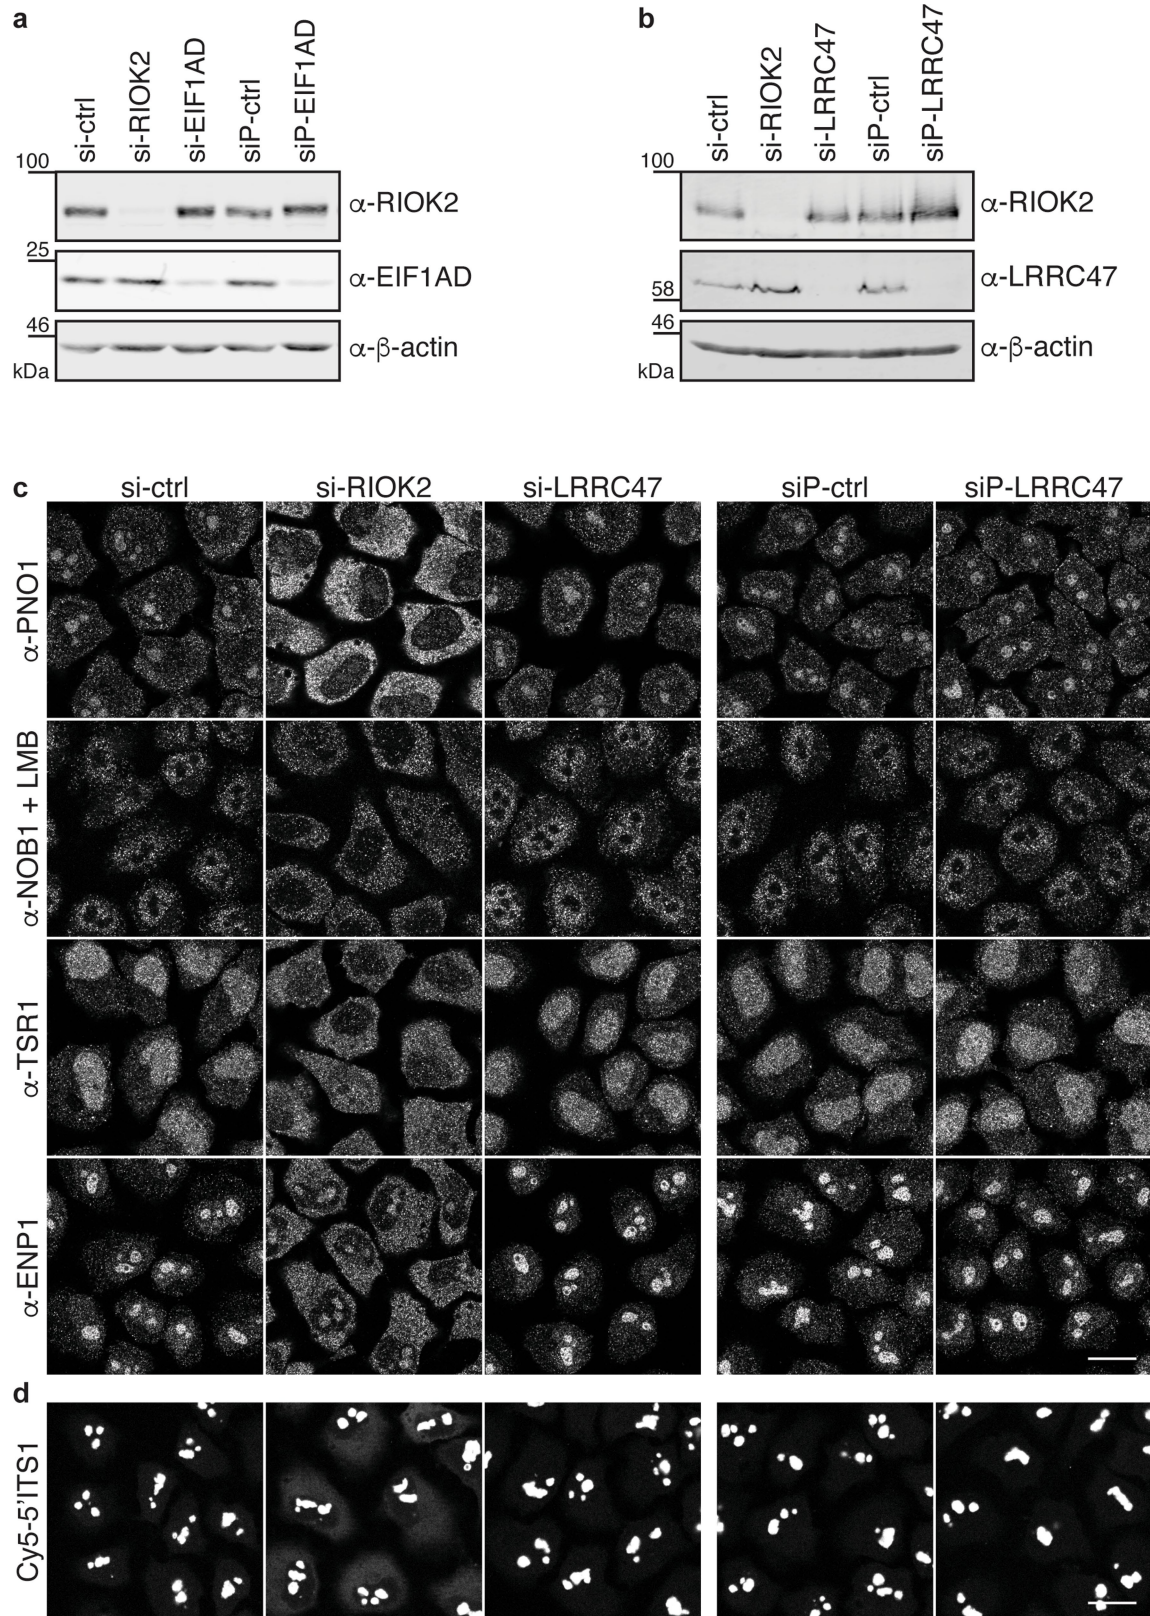 a
si-ctrl
si-RIOK2
si-EIF1AD
siP-ctrl
siP-EIF1AD
100
α-RIOK2
25
α-EIF1AD
46
α-β-actin
kDa
b
si-ctrl
si-RIOK2
si-LRRC47
siP-ctrl
siP-LRRC47
100
α-RIOK2
α-LRRC47
58
46
α-β-actin
kDa
c
si-ctrl si-RIOK2 si-LRRC47 siP-ctrl siP-LRRC47
α-PNO1
α-NOB1 + LMB
α-TSR1
α-ENP1
d
Cy5-5'ITS1